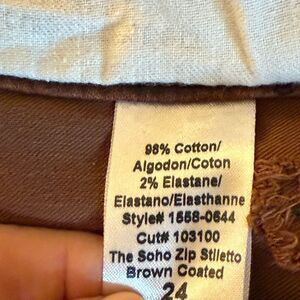 98% Cotton/
Algodon/Coton
2% Elastane/
Elastano/Elasthanne
Style# 1558-0644
Cut# 103100
The Soho Zip Stiletto
Brown Coated
24